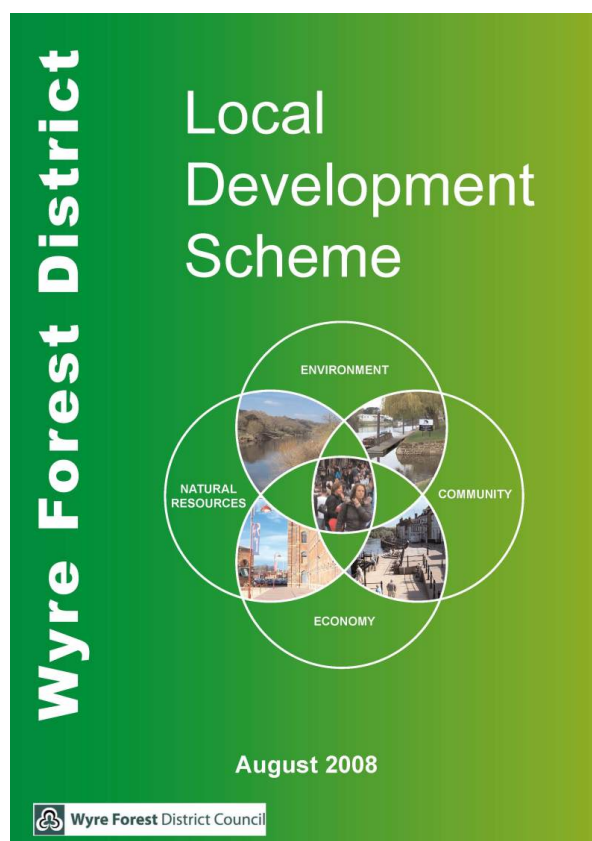 Wyre Forest District
Local
Development
Scheme
ENVIRONMENT
NATURAL
RESOURCES
COMMUNITY
ECONOMY
August 2008
Wyre Forest District Council